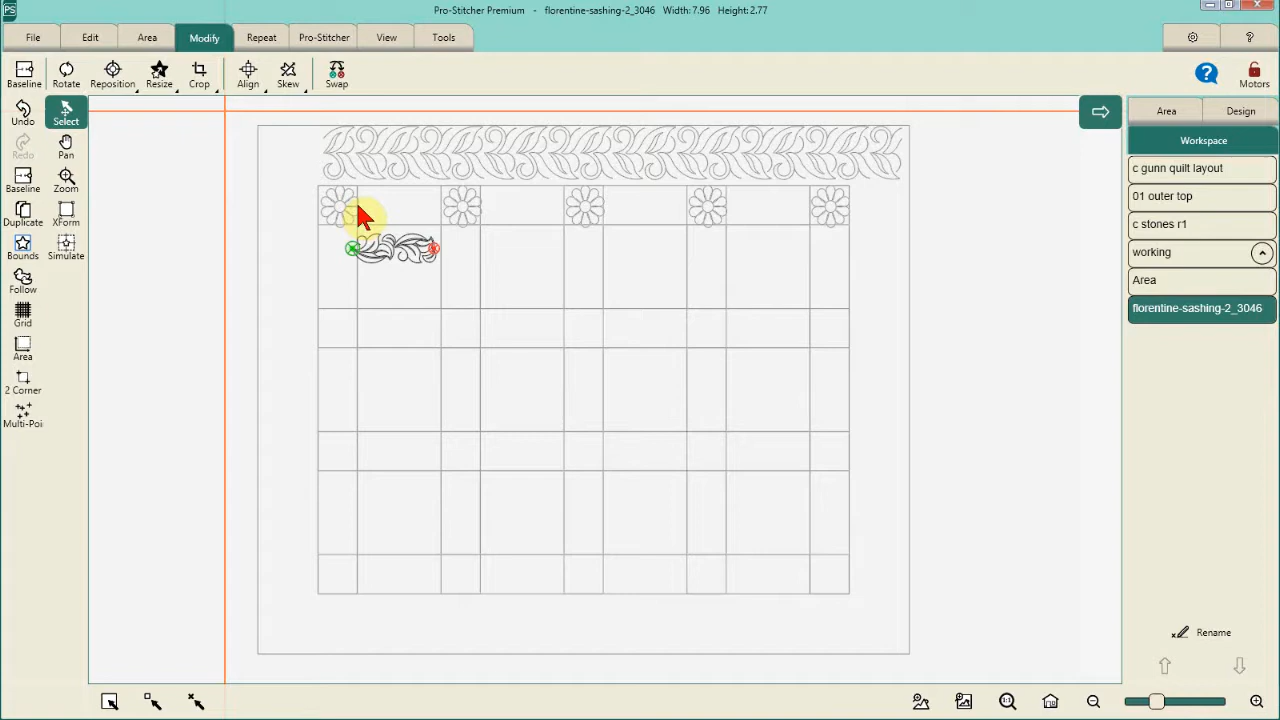 PS
Pro-Stitcher Premium - florentine-sashing-2_3046 Width:7.96 Height:2.77
File Edit Area Modify Repeat Pro-Stitcher View Tools
Baseline Rotate Reposition Resize Crop Align Skew Swap Motors
Undo Select
Redo Pan
Baseline Zoom
Duplicate XForm
Bounds Simulate
Follow
Grid
Area
2 Corner
Multi-Poi
Area Design
Workspace
c gunn quilt layout
01 outer top
c stones r1
working
Area
florentine-sashing-2_3046
Rename
1:1